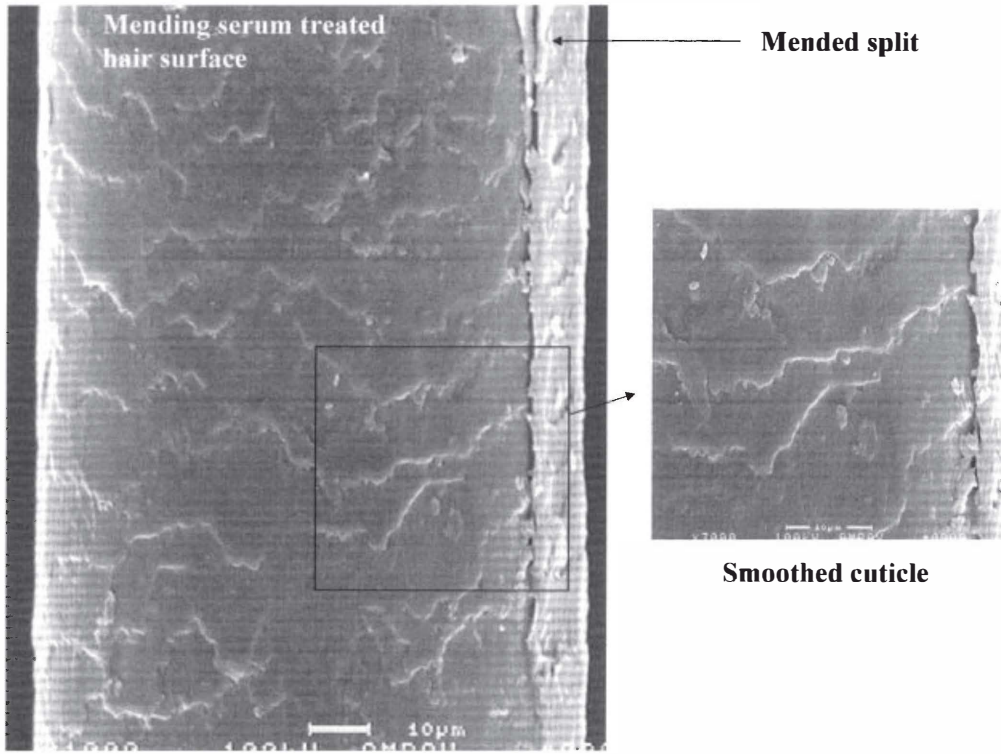 Mending serum treated
hair surface
Mended split
Smoothed cuticle
10µm